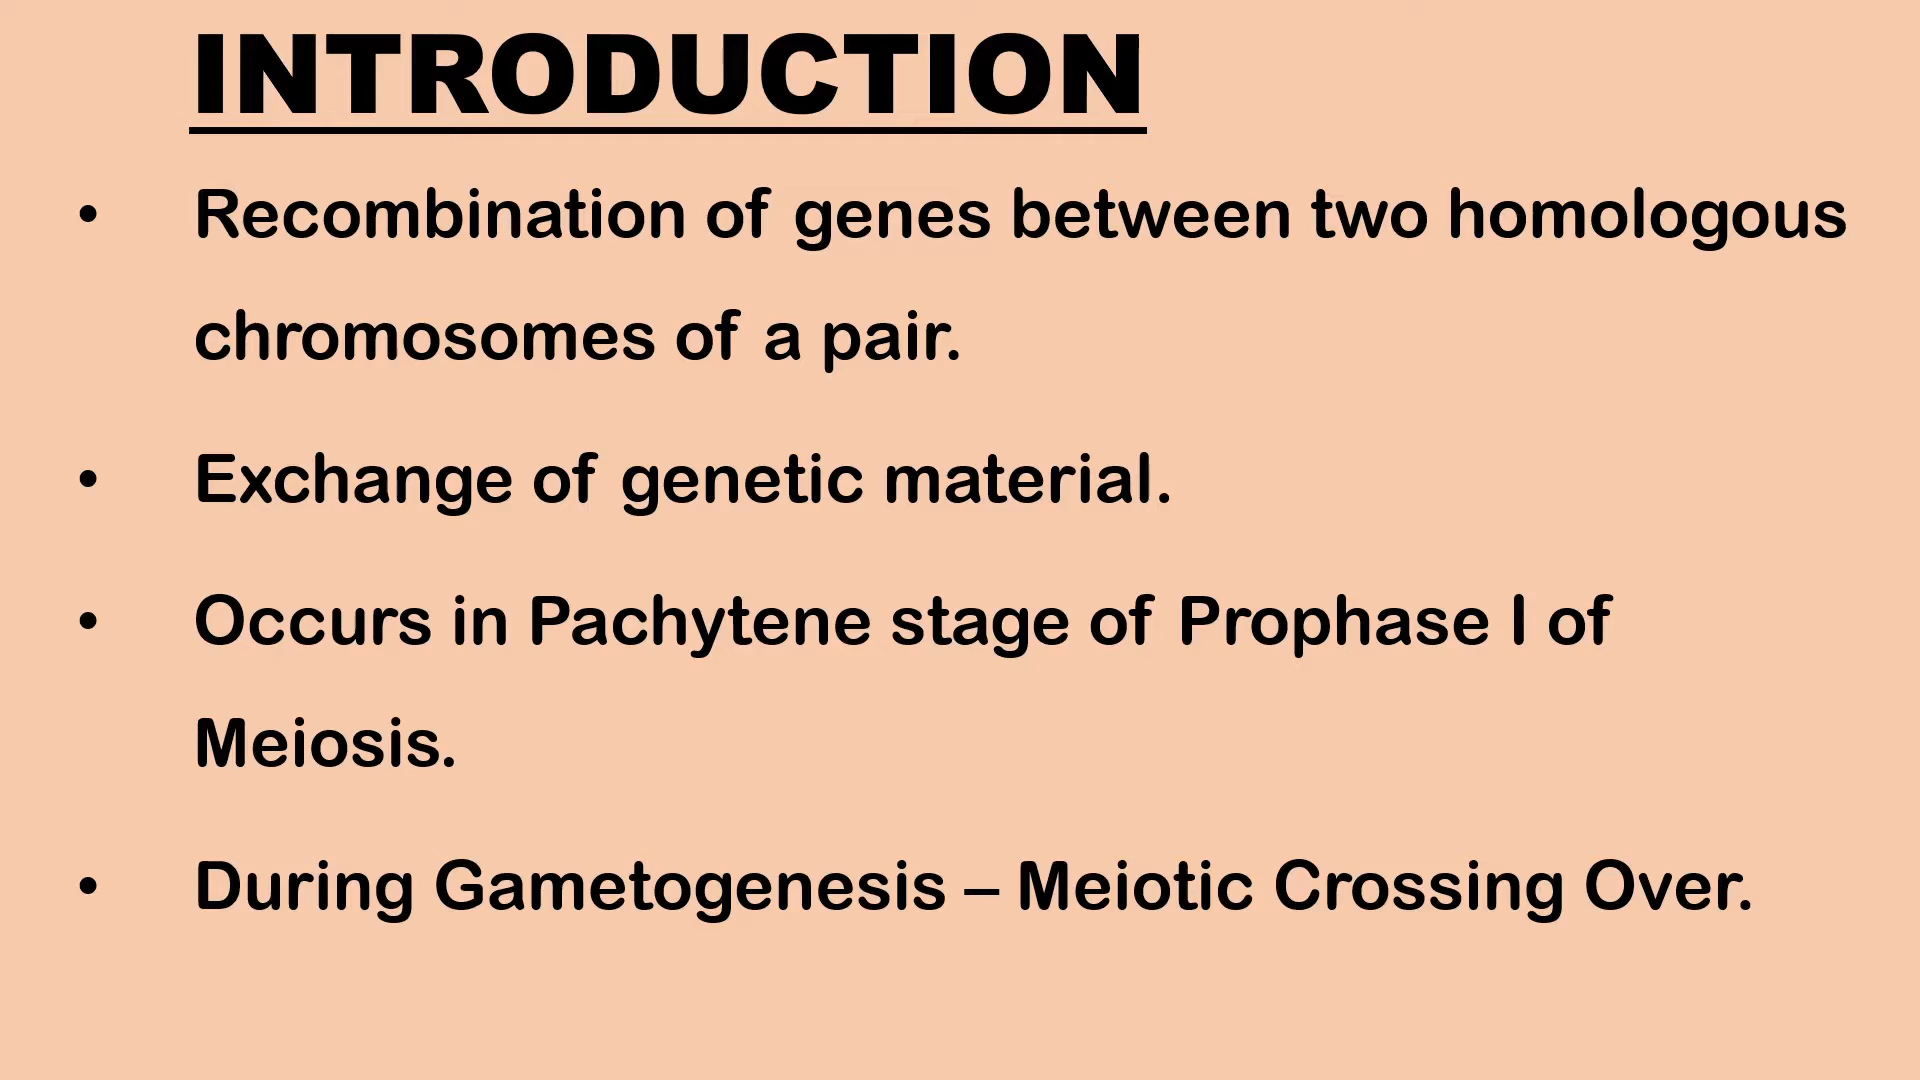 INTRODUCTION
• Recombination of genes between two homologous
chromosomes of a pair.
• Exchange of genetic material.
• Occurs in Pachytene stage of Prophase I of
Meiosis.
• During Gametogenesis – Meiotic Crossing Over.